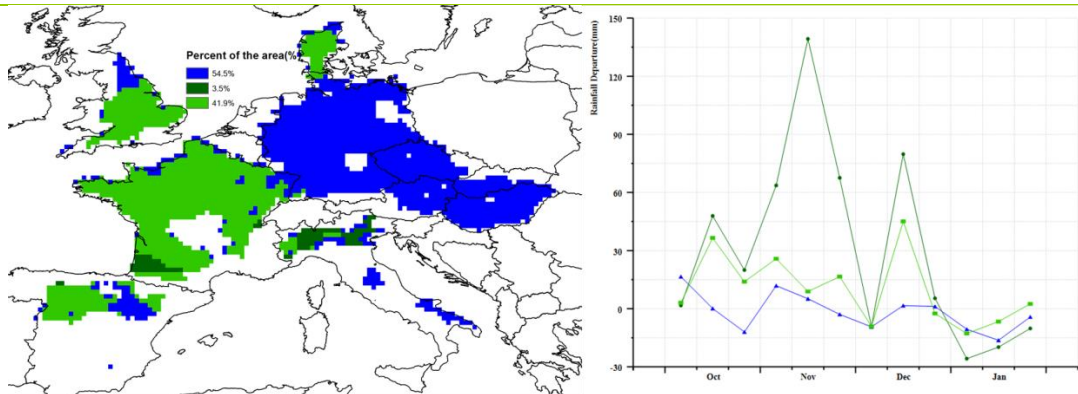 Percent of the area(%)
54.5%
3.5%
41.9%
Rainfall Departure(mm)
150
120
90
60
30
0
-30
Oct
Nov
Dec
Jan